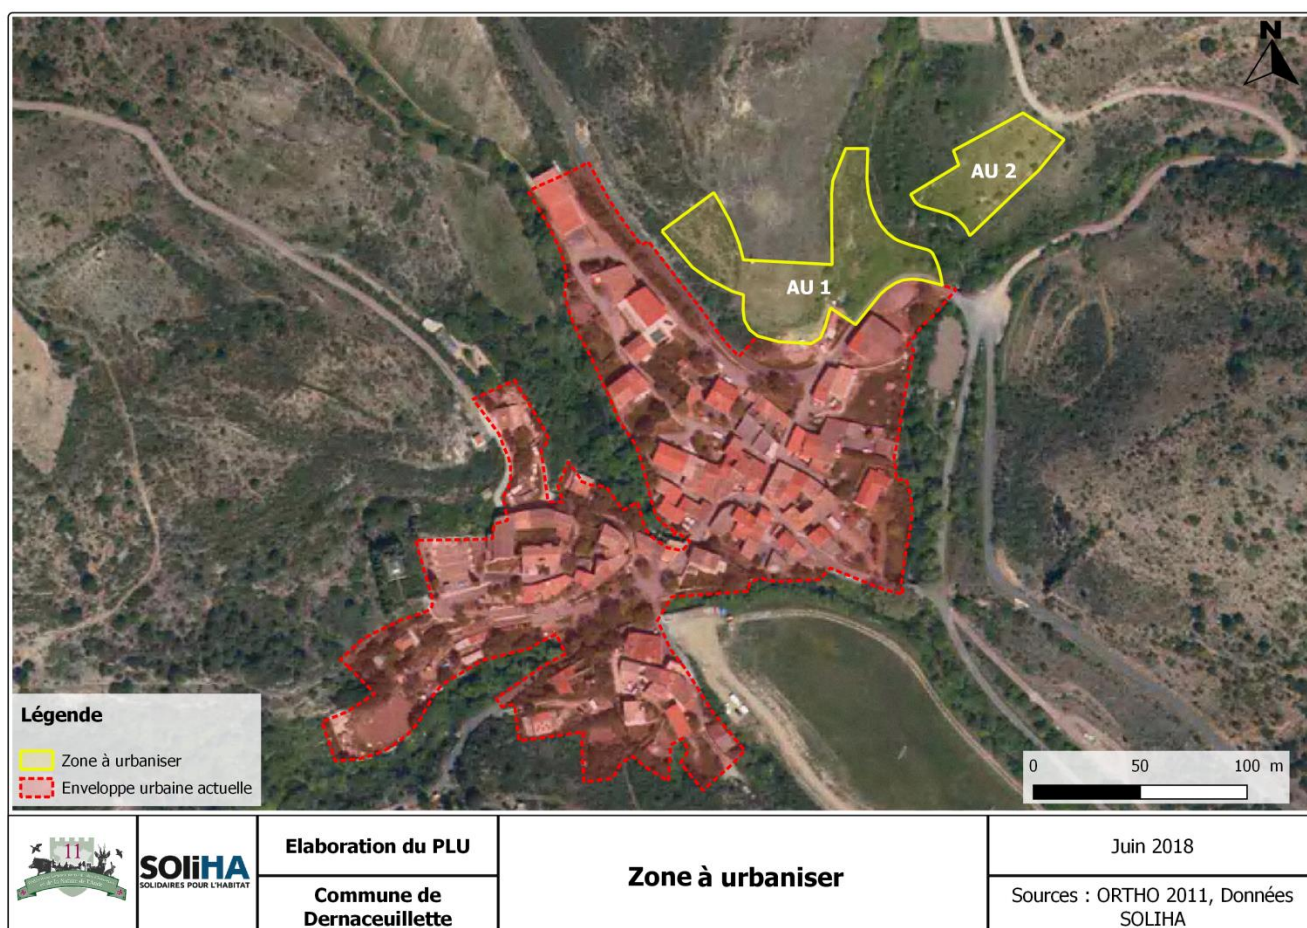 N
AU 2
AU 1
Légende
Zone à urbaniser
Enveloppe urbaine actuelle
0 50 100 m
11
SOLiHA
SOLIDAIRES POUR L'HABITAT
Elaboration du PLU
Commune de
Dernaceuillette
Zone à urbaniser
Juin 2018
Sources : ORTHO 2011, Données
SOLIHA